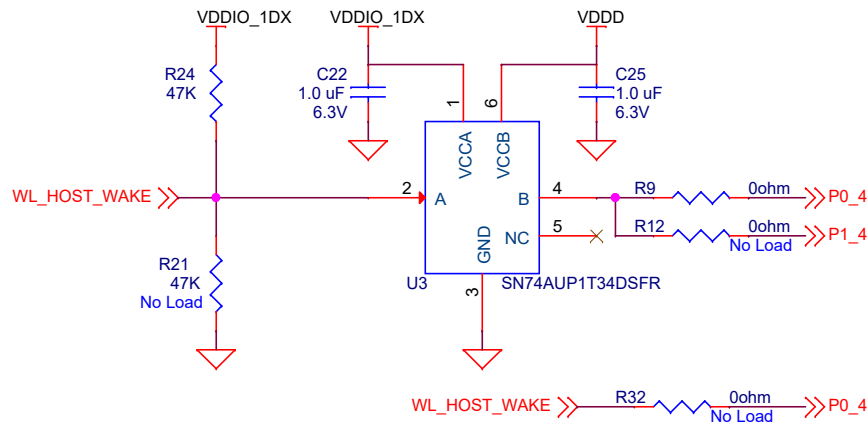 VDDIO_1DX
VDDIO_1DX
VDDD
R24
47K
C22
1.0 uF
6.3V
C25
1.0 uF
6.3V
1
6
VCCA
VCCB
WL_HOST_WAKE
2
A
B
4
R9
0ohm
P0_4
NC
5
R12
0ohm
No Load
P1_4
GND
R21
47K
No Load
U3
3
SN74AUP1T34DSFR
WL_HOST_WAKE
R32
0ohm
No Load
P0_4